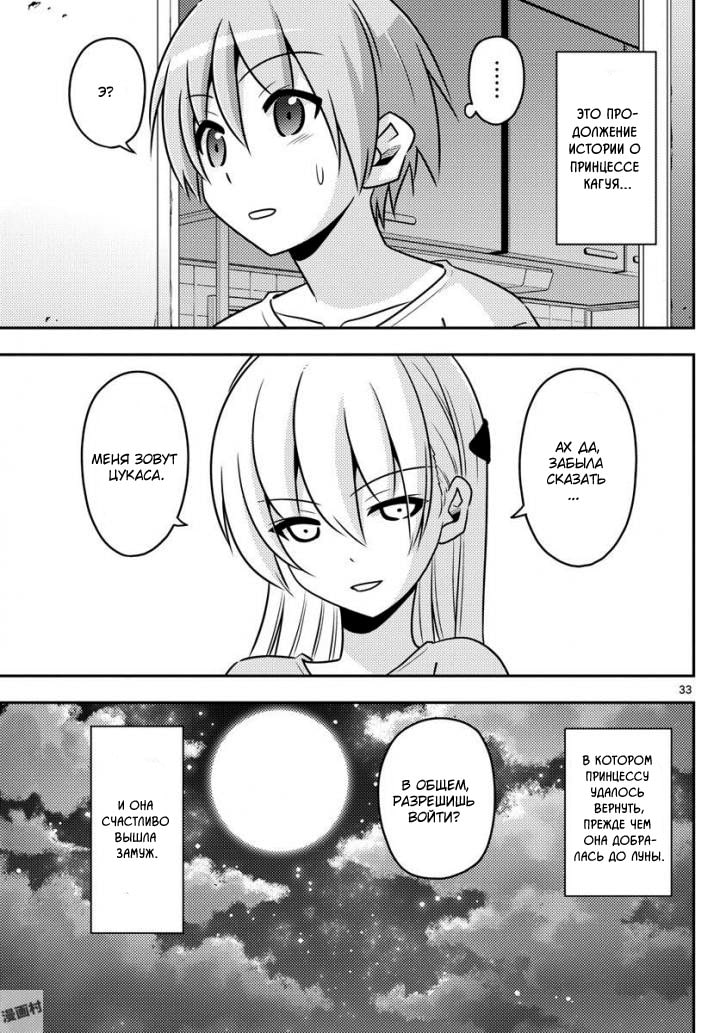 ЭТО ПРО-
ДОЛЖЕНИЕ
ИСТОРИИ О
ПРИНЦЕССЕ
КАГУЯ...
......
Э?
АХ ДА,
ЗАБЫЛА
СКАЗАТЬ
...
МЕНЯ ЗОВУТ
ЦУКАСА.
33
В КОТОРОМ
ПРИНЦЕССУ
УДАЛОСЬ
ВЕРНУТЬ,
ПРЕЖДЕ ЧЕМ
ОНА ДОБРА-
ЛАСЬ ДО ЛУНЫ.
В ОБЩЕМ,
РАЗРЕШИШЬ
ВОЙТИ?
И ОНА
СЧАСТЛИВО
ВЫШЛА
ЗАМУЖ.
漫画村